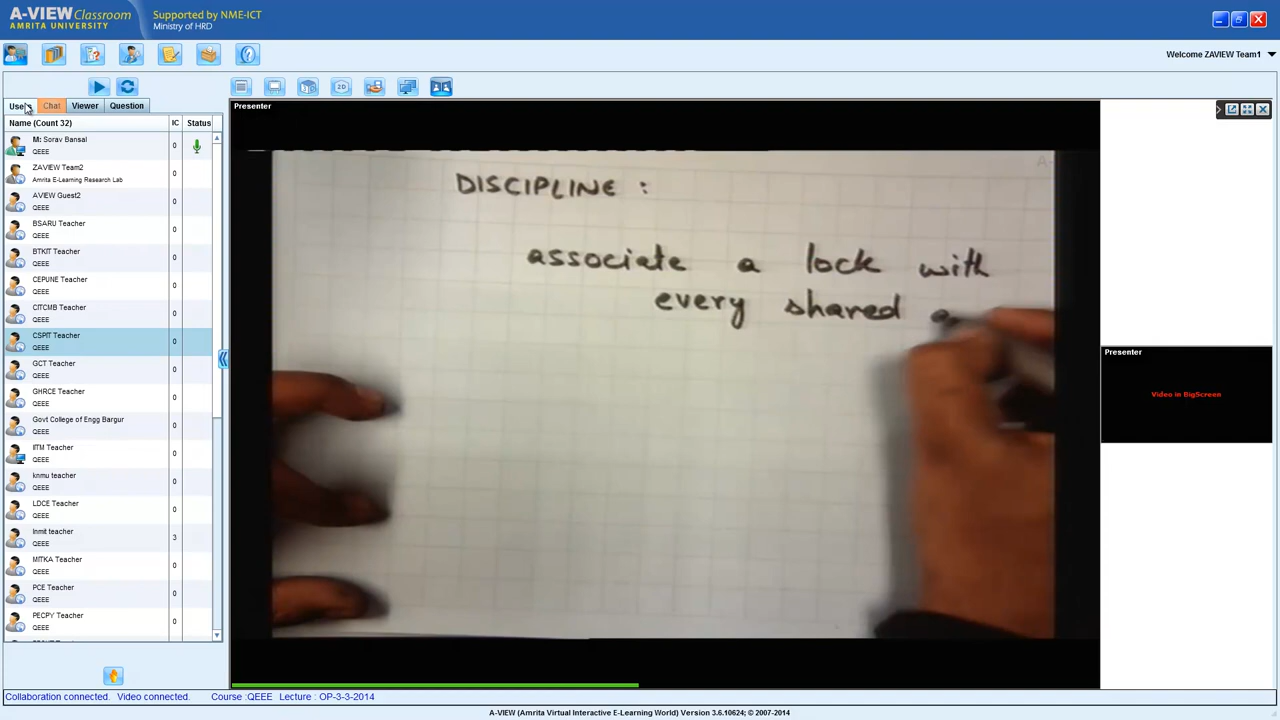 A-VIEW Classroom
AMRITA UNIVERSITY
Supported by NME-ICT
Ministry of HRD
Welcome ZAVIEW Team1
Chat
Viewer
Question
Name (Count 32)
IC
Status
M: Sorav Bansal
QEEE
0
ZAVIEW Team2
Amrita E-Learning Research Lab
0
AVIEW Guest2
QEEE
0
BSARU Teacher
QEEE
0
BTKIT Teacher
QEEE
0
CEPUNE Teacher
QEEE
0
CITCMB Teacher
QEEE
0
CSPIT Teacher
QEEE
0
GCT Teacher
QEEE
0
GHRCE Teacher
QEEE
0
Govt College of Engg Bargur
QEEE
0
IITM Teacher
QEEE
0
knmu teacher
QEEE
0
LDCE Teacher
QEEE
0
QEEE
3
MITKA Teacher
QEEE
0
PCE Teacher
QEEE
0
PECPY Teacher
QEEE
0
Presenter
DISCIPLINE :
associate a lock with
every shared
Presenter
Video in BigScreen
Collaboration connected. Video connected. Course :QEEE Lecture : OP-3-3-2014
A-VIEW (Amrita Virtual Interactive E-Learning World) Version 3.6.10624; © 2007-2014